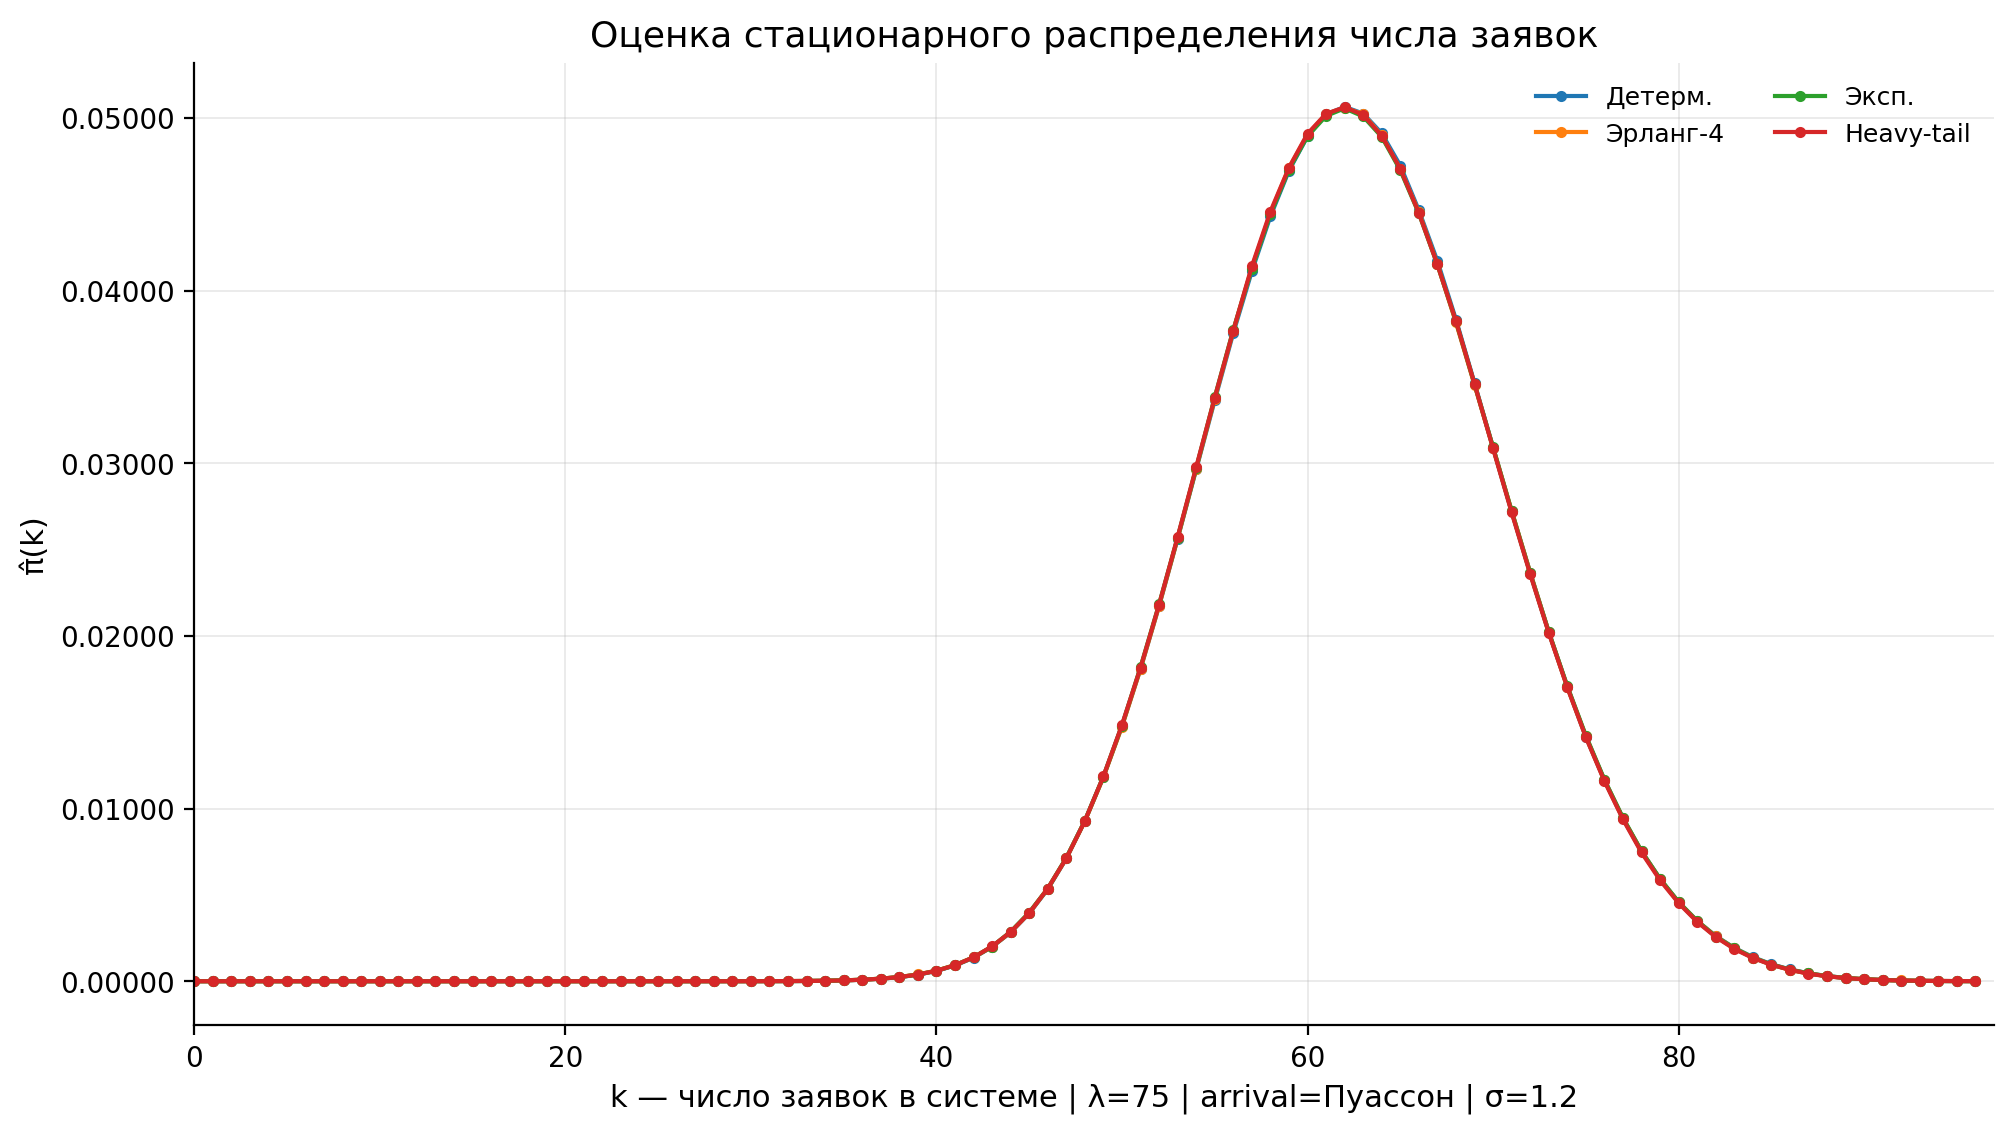 Оценка стационарного распределения числа заявок
Детерм.
Эрланг-4
Эксп.
Heavy-tail
0.05000
0.04000
0.03000
0.02000
0.01000
0.00000
π̂(k)
0 20 40 60 80
k — число заявок в системе | λ=75 | arrival=Пуассон | σ=1.2